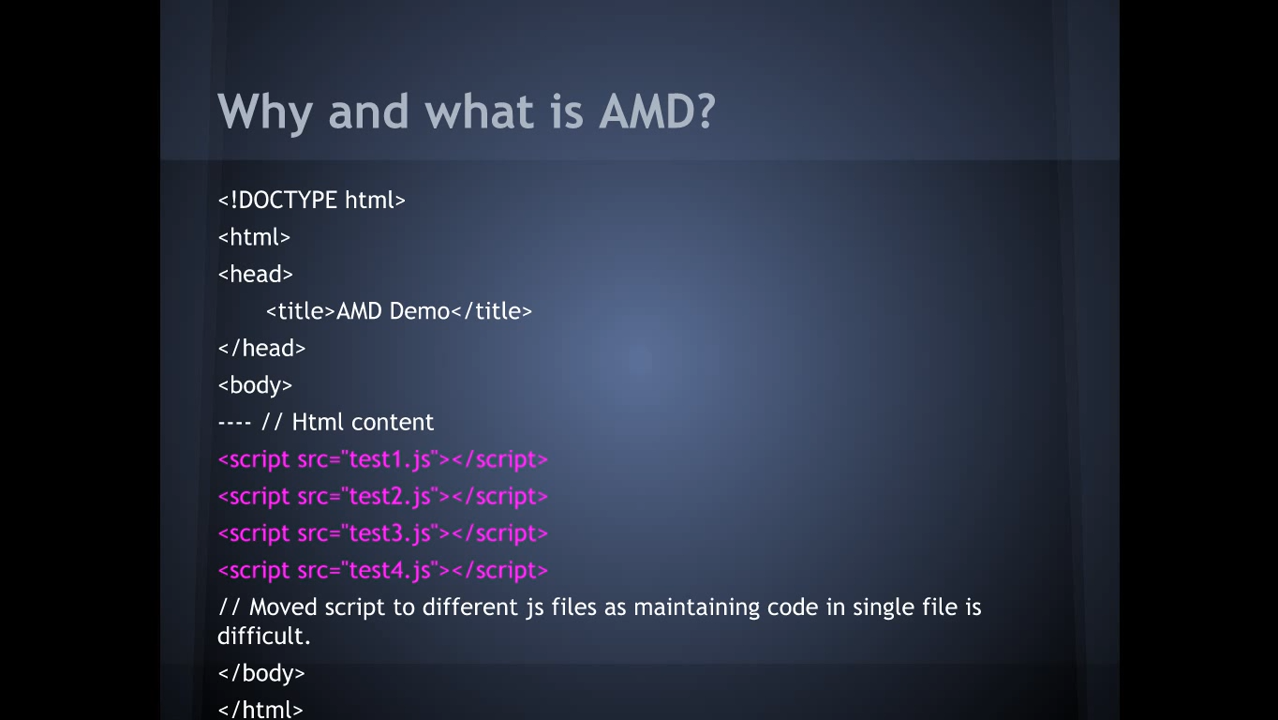 Why and what is AMD?
<!DOCTYPE html>
<html>
<head>
<title>AMD Demo</title>
</head>
<body>
---- // Html content
<script src="test1.js"></script>
<script src="test2.js"></script>
<script src="test3.js"></script>
<script src="test4.js"></script>
// Moved script to different js files as maintaining code in single file is
difficult.
</body>
</html>